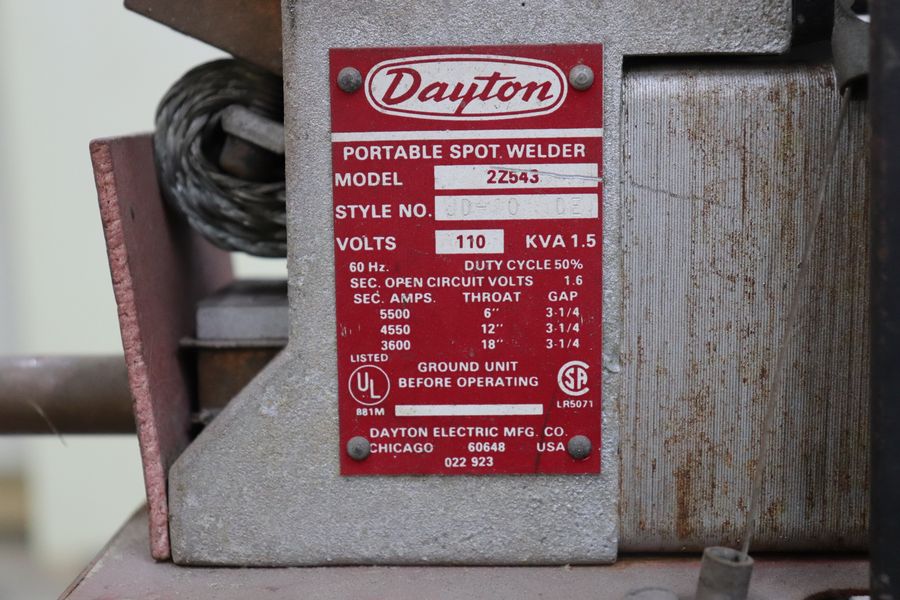 Dayton
PORTABLE SPOT WELDER
MODEL 2Z543
STYLE NO.
VOLTS 110 KVA 1.5
60 Hz. DUTY CYCLE 50%
SEC. OPEN CIRCUIT VOLTS 1.6
SEC. AMPS. THROAT GAP
5500 6" 3-1/4
4550 12" 3-1/4
3600 18" 3-1/4
LISTED
UL
881M
GROUND UNIT
BEFORE OPERATING
SA
LR5071
DAYTON ELECTRIC MFG. CO.
CHICAGO 60648 USA
022 923